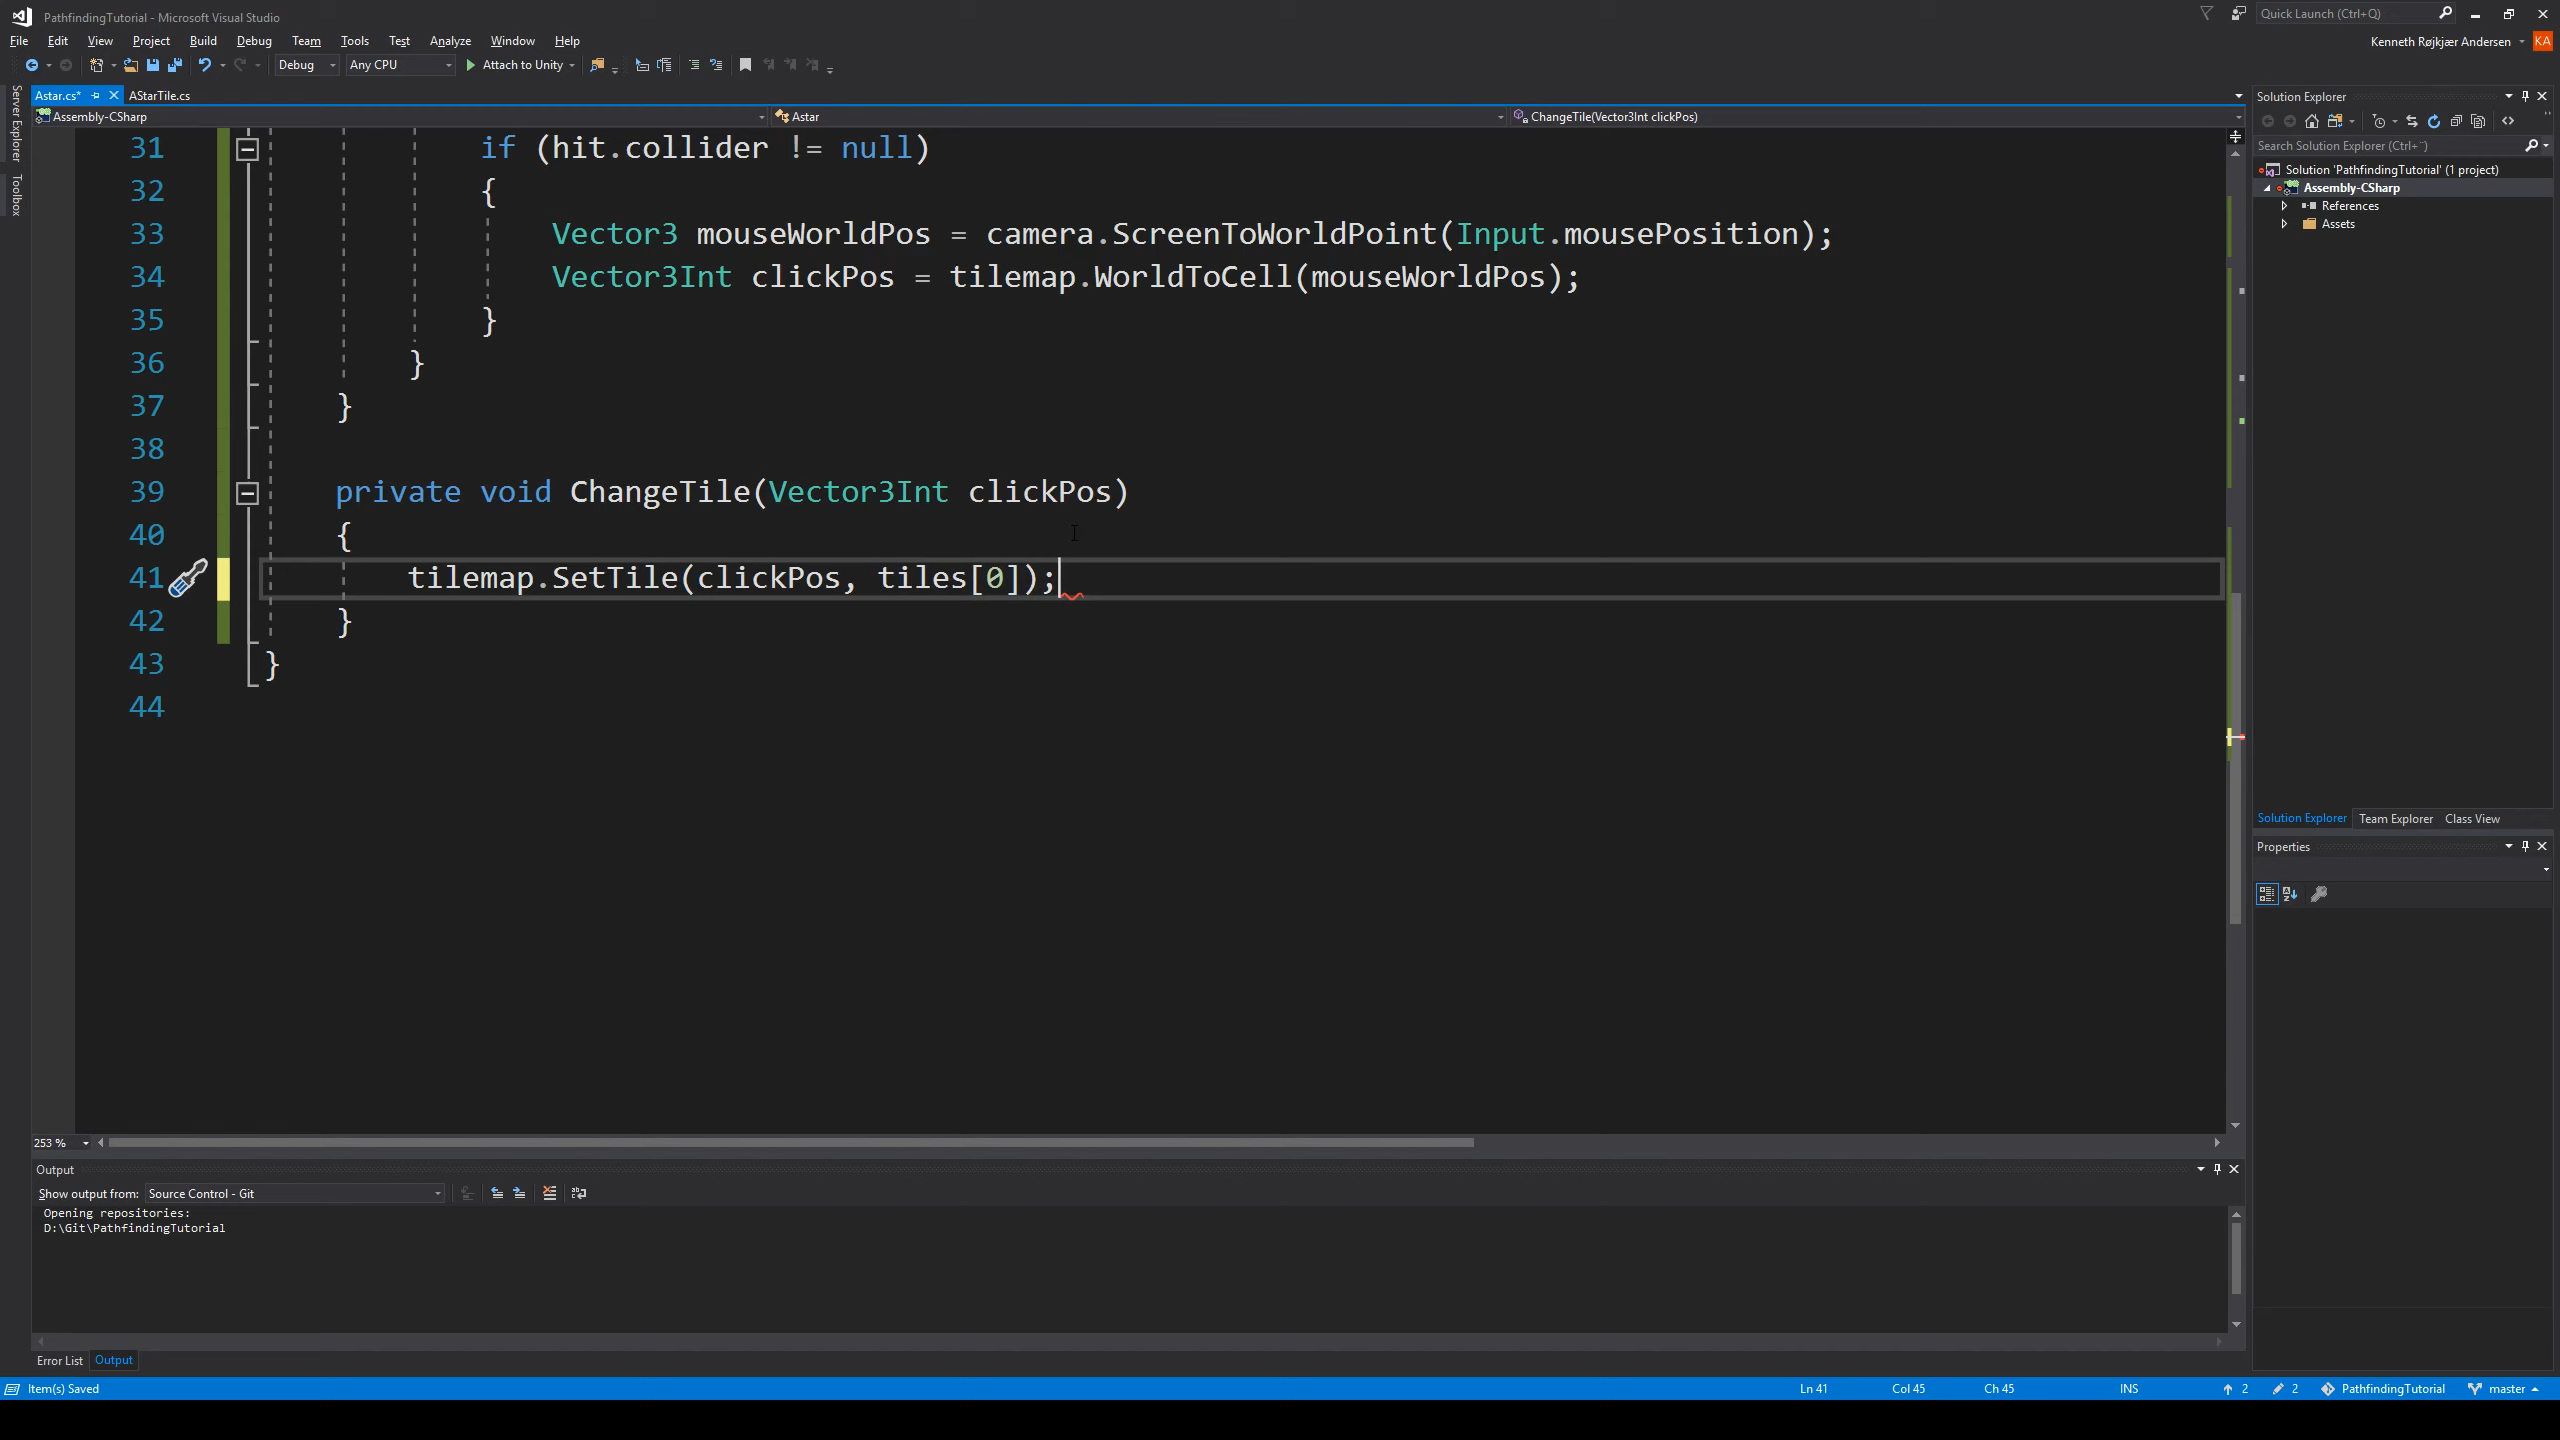 PathfindingTutorial - Microsoft Visual Studio
Quick Launch (Ctrl+Q)
File Edit View Project Build Debug Team Tools Test Analyze Window Help
Kenneth Røjkjær Andersen KA
Debug Any CPU Attach to Unity
Server Explorer
Toolbox
Astar.cs* AStarTile.cs
Assembly-CSharp Astar ChangeTile(Vector3Int clickPos)
31 if (hit.collider != null)
32 {
33 Vector3 mouseWorldPos = camera.ScreenToWorldPoint(Input.mousePosition);
34 Vector3Int clickPos = tilemap.WorldToCell(mouseWorldPos);
35 }
36 }
37 }
38
39 private void ChangeTile(Vector3Int clickPos)
40 {
41 tilemap.SetTile(clickPos, tiles[0]);
42 }
43 }
44
253 %
Solution Explorer
Search Solution Explorer (Ctrl+¨)
Solution 'PathfindingTutorial' (1 project)
Assembly-CSharp
References
Assets
Solution Explorer Team Explorer Class View
Properties
Output
Show output from: Source Control - Git
Opening repositories:
D:\Git\PathfindingTutorial
Error List Output
Item(s) Saved Ln 41 Col 45 Ch 45 INS 2 2 PathfindingTutorial master